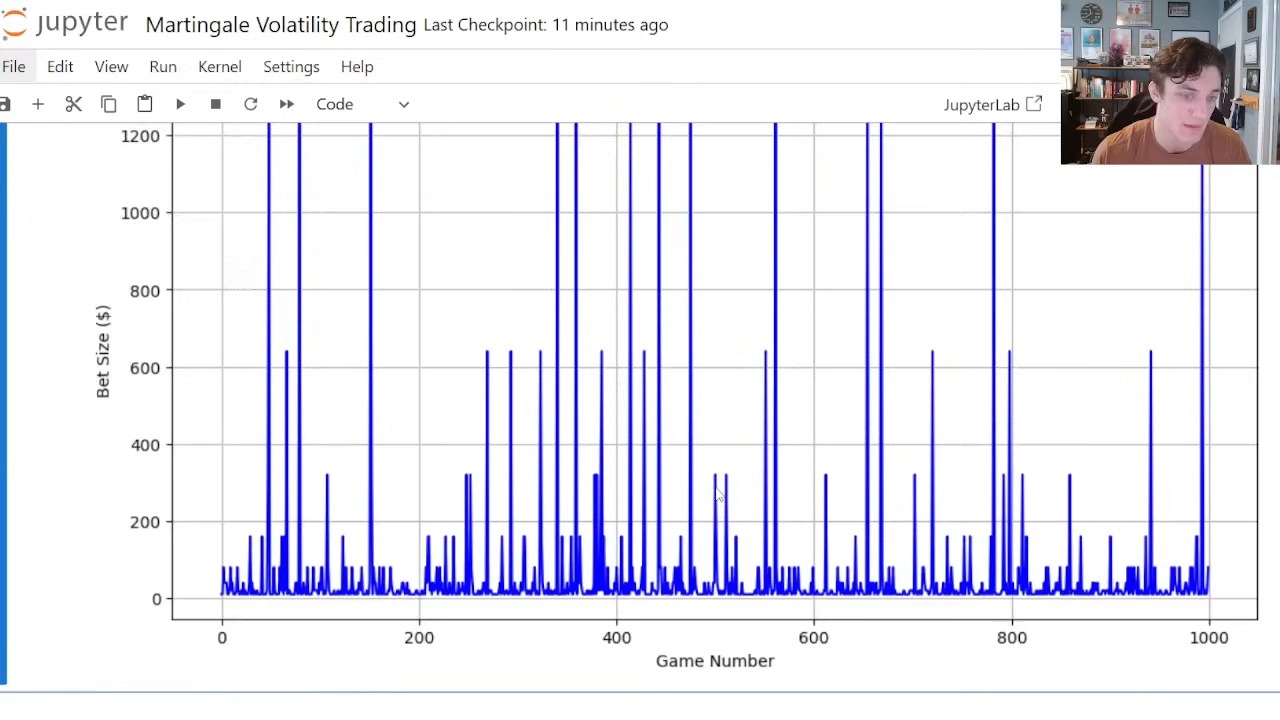 jupyter Martingale Volatility Trading Last Checkpoint: 11 minutes ago
File Edit View Run Kernel Settings Help
Code JupyterLab
1200
1000
800
600
400
200
0
Bet Size ($)
0 200 400 600 800 1000
Game Number